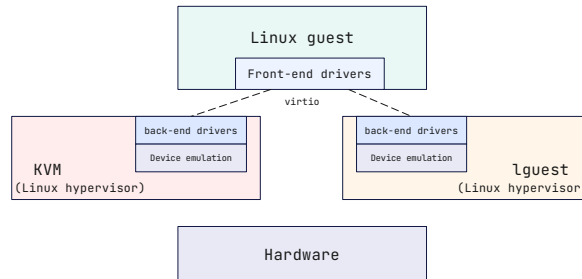 Linux guest
Front-end drivers
virtio
back-end drivers
Device emulation
KVM
(Linux hypervisor)
back-end drivers
Device emulation
lguest
(Linux hypervisor)
Hardware